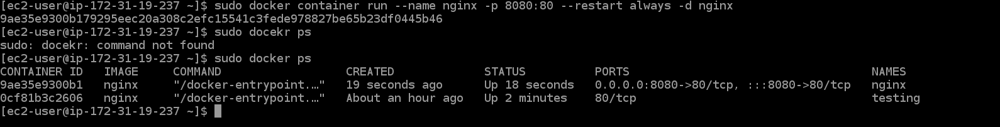 [ec2-user@ip-172-31-19-237 ~]$ sudo docker container run --name nginx -p 8080:80 --restart always -d nginx
9ae35e9300b179295eec20a308c2efc15541c3fede978827be65b23df0445b46
[ec2-user@ip-172-31-19-237 ~]$ sudo docekr ps
sudo: docekr: command not found
[ec2-user@ip-172-31-19-237 ~]$ sudo docker ps
CONTAINER ID   IMAGE     COMMAND                  CREATED             STATUS          PORTS                                   NAMES
9ae35e9300b1   nginx     "/docker-entrypoint.…"   19 seconds ago      Up 18 seconds   0.0.0.0:8080->80/tcp, :::8080->80/tcp   nginx
0cf81b3c2606   nginx     "/docker-entrypoint.…"   About an hour ago   Up 2 minutes    80/tcp                                  testing
[ec2-user@ip-172-31-19-237 ~]$